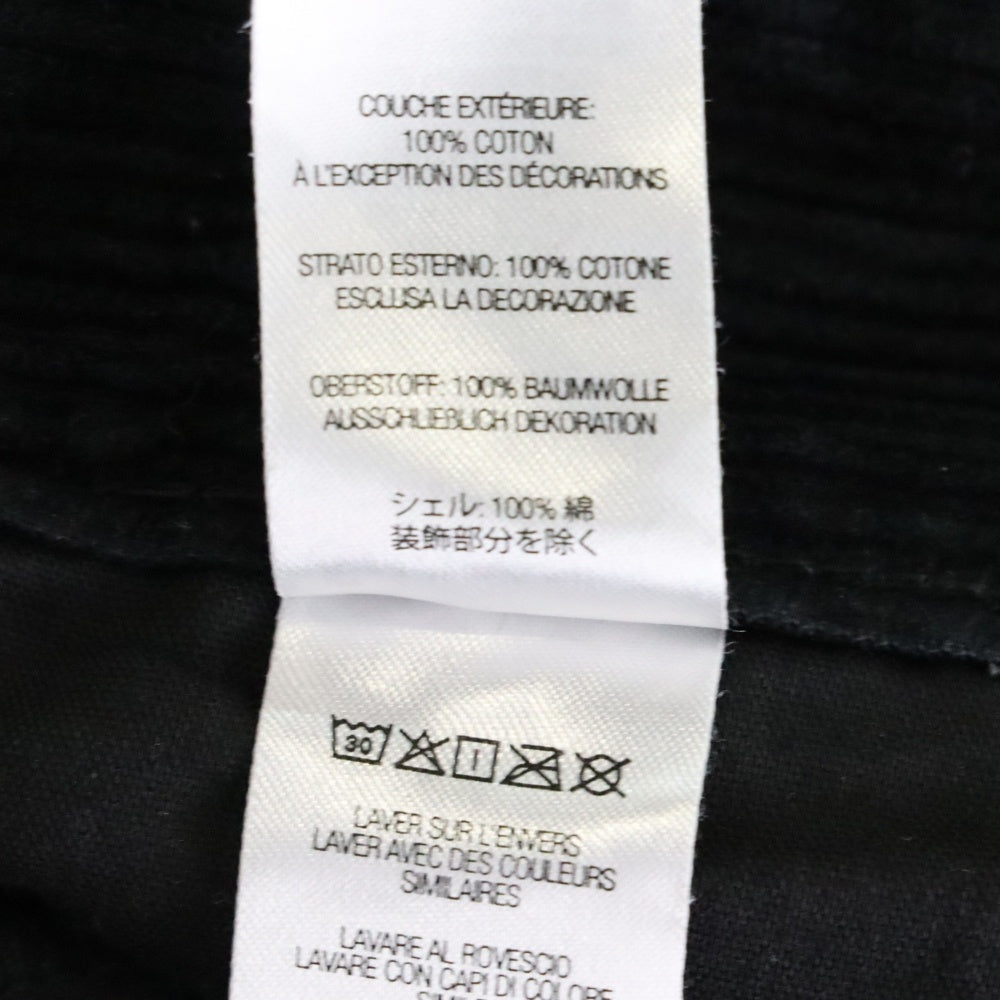 COUCHE EXTÉRIEURE:
100% COTON
À L'EXCEPTION DES DÉCORATIONS
STRATO ESTERNO: 100% COTONE
ESCLUSA LA DECORAZIONE
OBERSTOFF: 100% BAUMWOLLE
AUSSCHLIEBLICH DEKORATION
シェル: 100% 綿
装飾部分を除く
30
LAVER SUR L'ENVERS
LAVER AVEC DES COULEURS
SIMILAIRES
LAVARE AL ROVESCIO
LAVARE CON CAPI DI COLORE